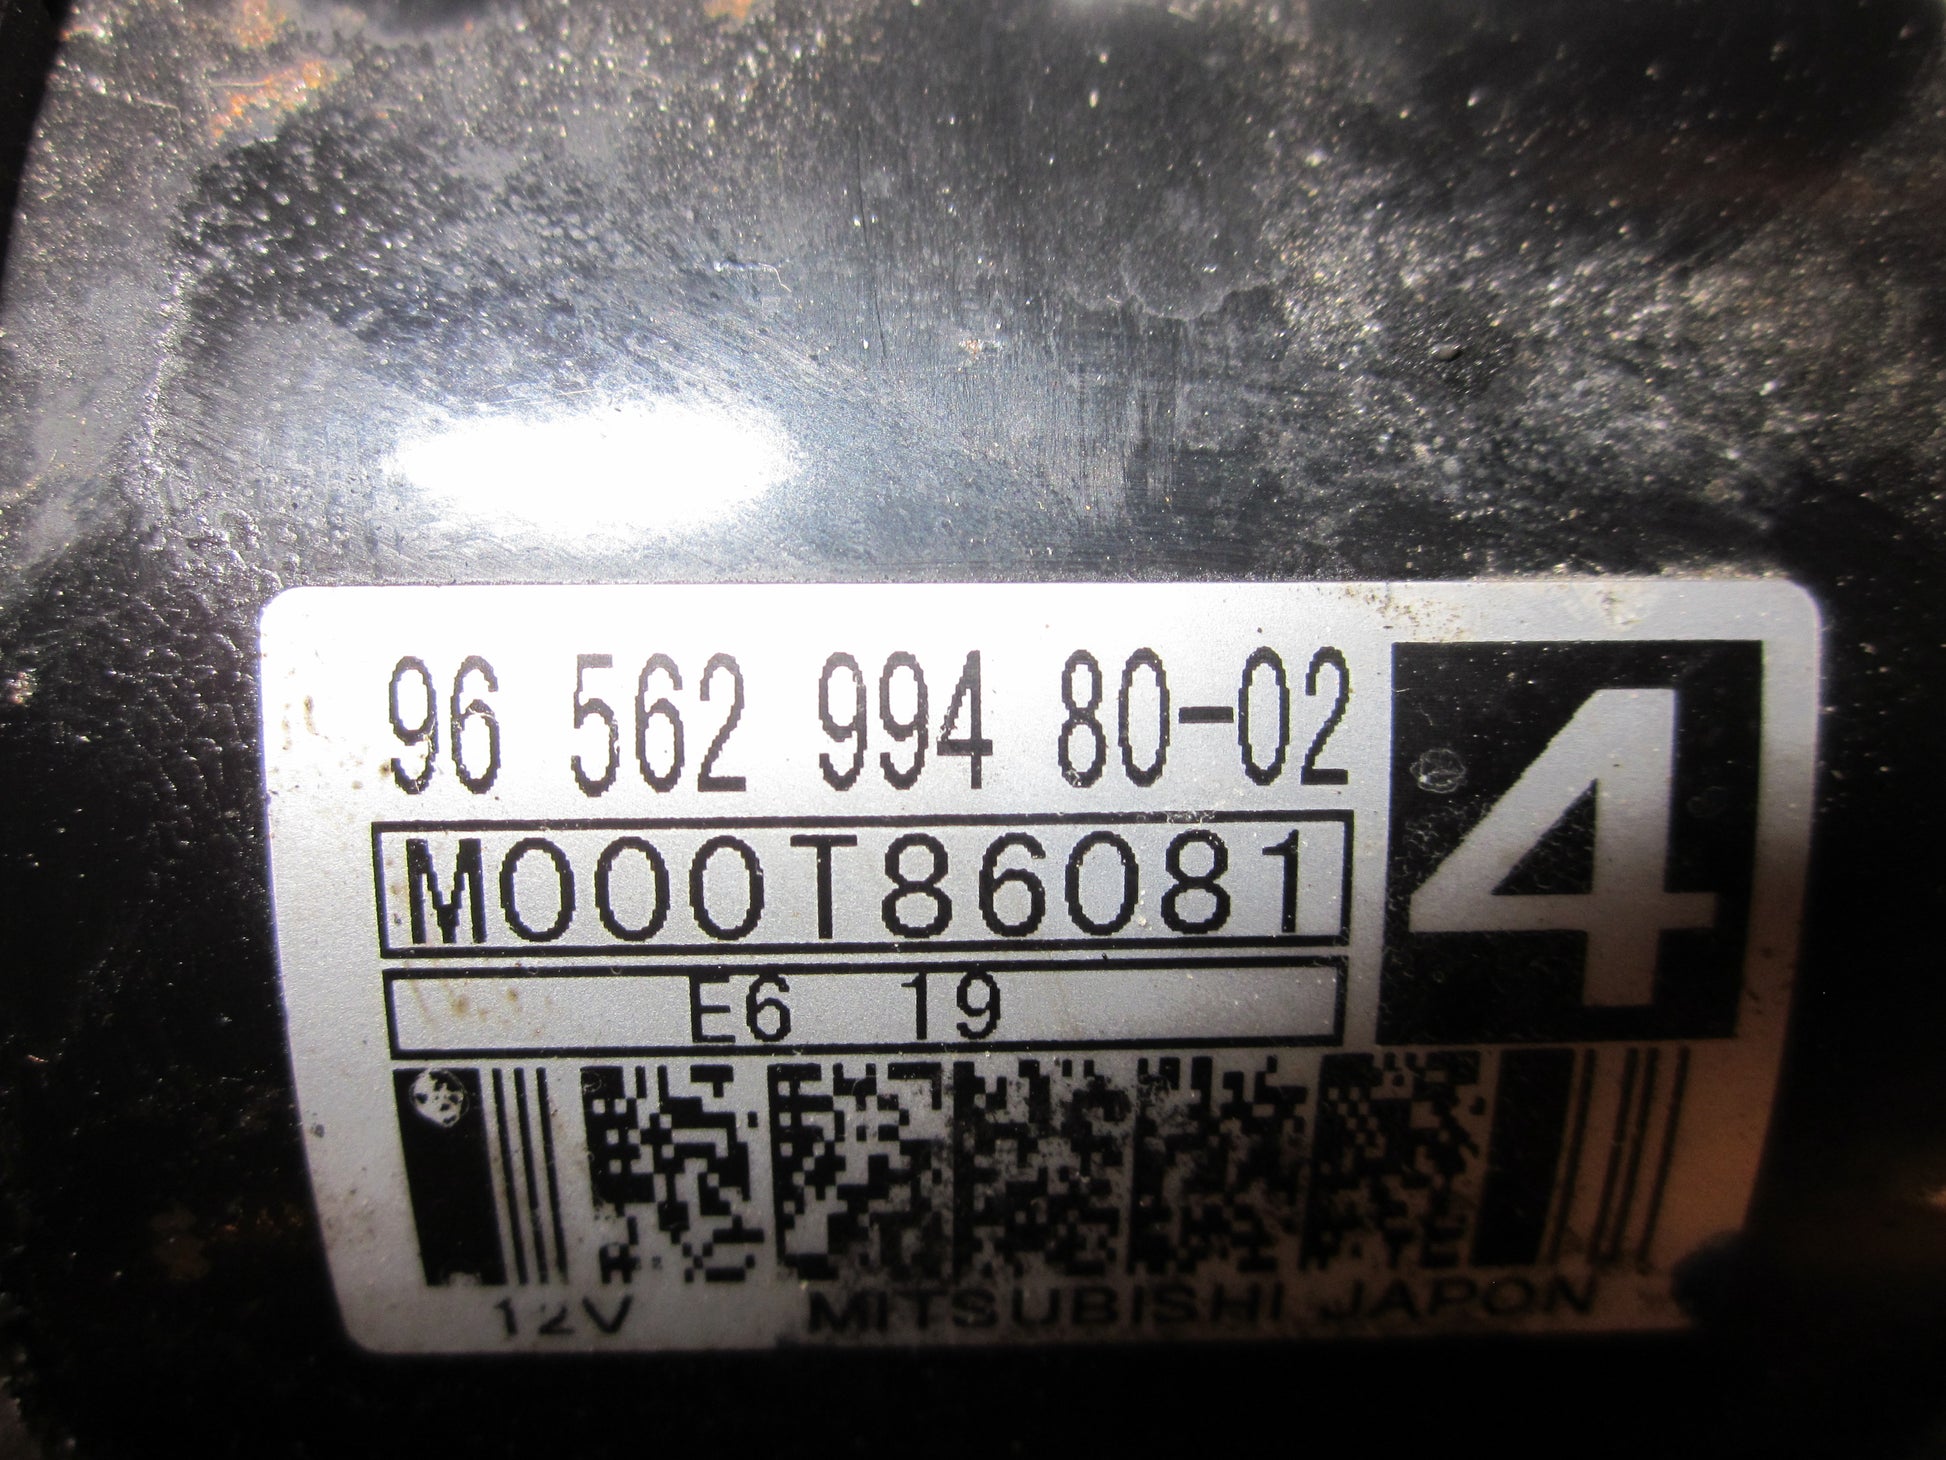 96 562 994 80-02
4
M000T86081
E6 19
12V MITSUBISHI JAPON